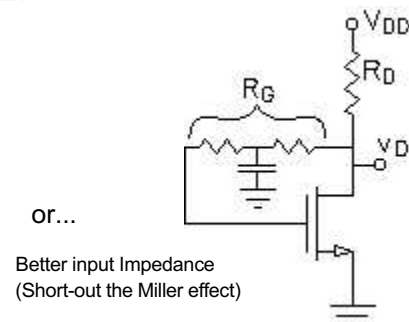 VDD
RD
RG
VD
or...
Better input Impedance
(Short-out the Miller effect)